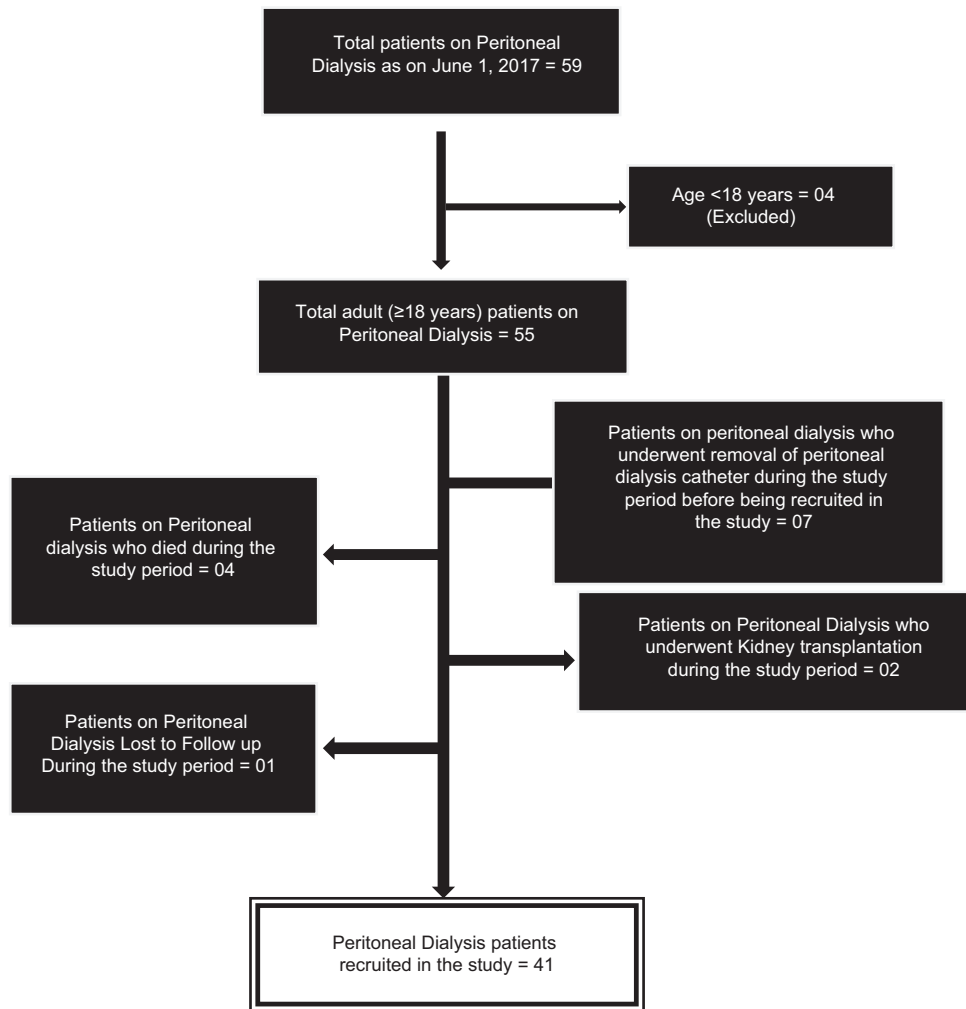 Total patients on Peritoneal
Dialysis as on June 1, 2017 = 59
Age <18 years = 04
(Excluded)
Total adult (≥18 years) patients on
Peritoneal Dialysis = 55
Patients on peritoneal dialysis who
underwent removal of peritoneal
dialysis catheter during the study
period before being recruited in
the study = 07
Patients on Peritoneal
dialysis who died during the
study period = 04
Patients on Peritoneal Dialysis who
underwent Kidney transplantation
during the study period = 02
Patients on Peritoneal
Dialysis Lost to Follow up
During the study period = 01
Peritoneal Dialysis patients
recruited in the study = 41